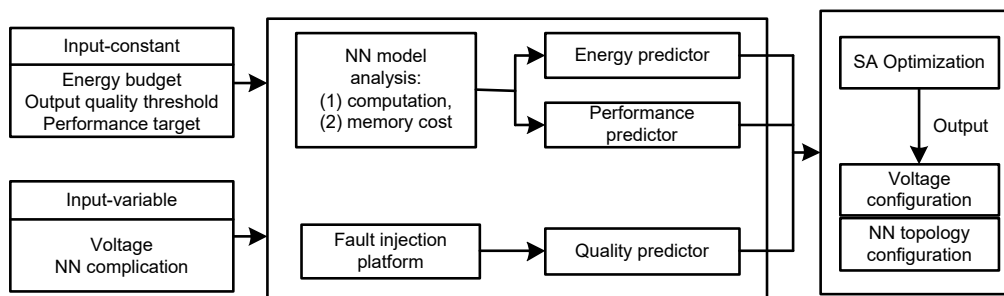 Input-constant
Energy budget
Output quality threshold
Performance target
Input-variable
Voltage
NN complication
NN model
analysis:
(1) computation,
(2) memory cost
Fault injection
platform
Energy predictor
Performance
predictor
Quality predictor
SA Optimization
Output
Voltage
configuration
NN topology
configuration